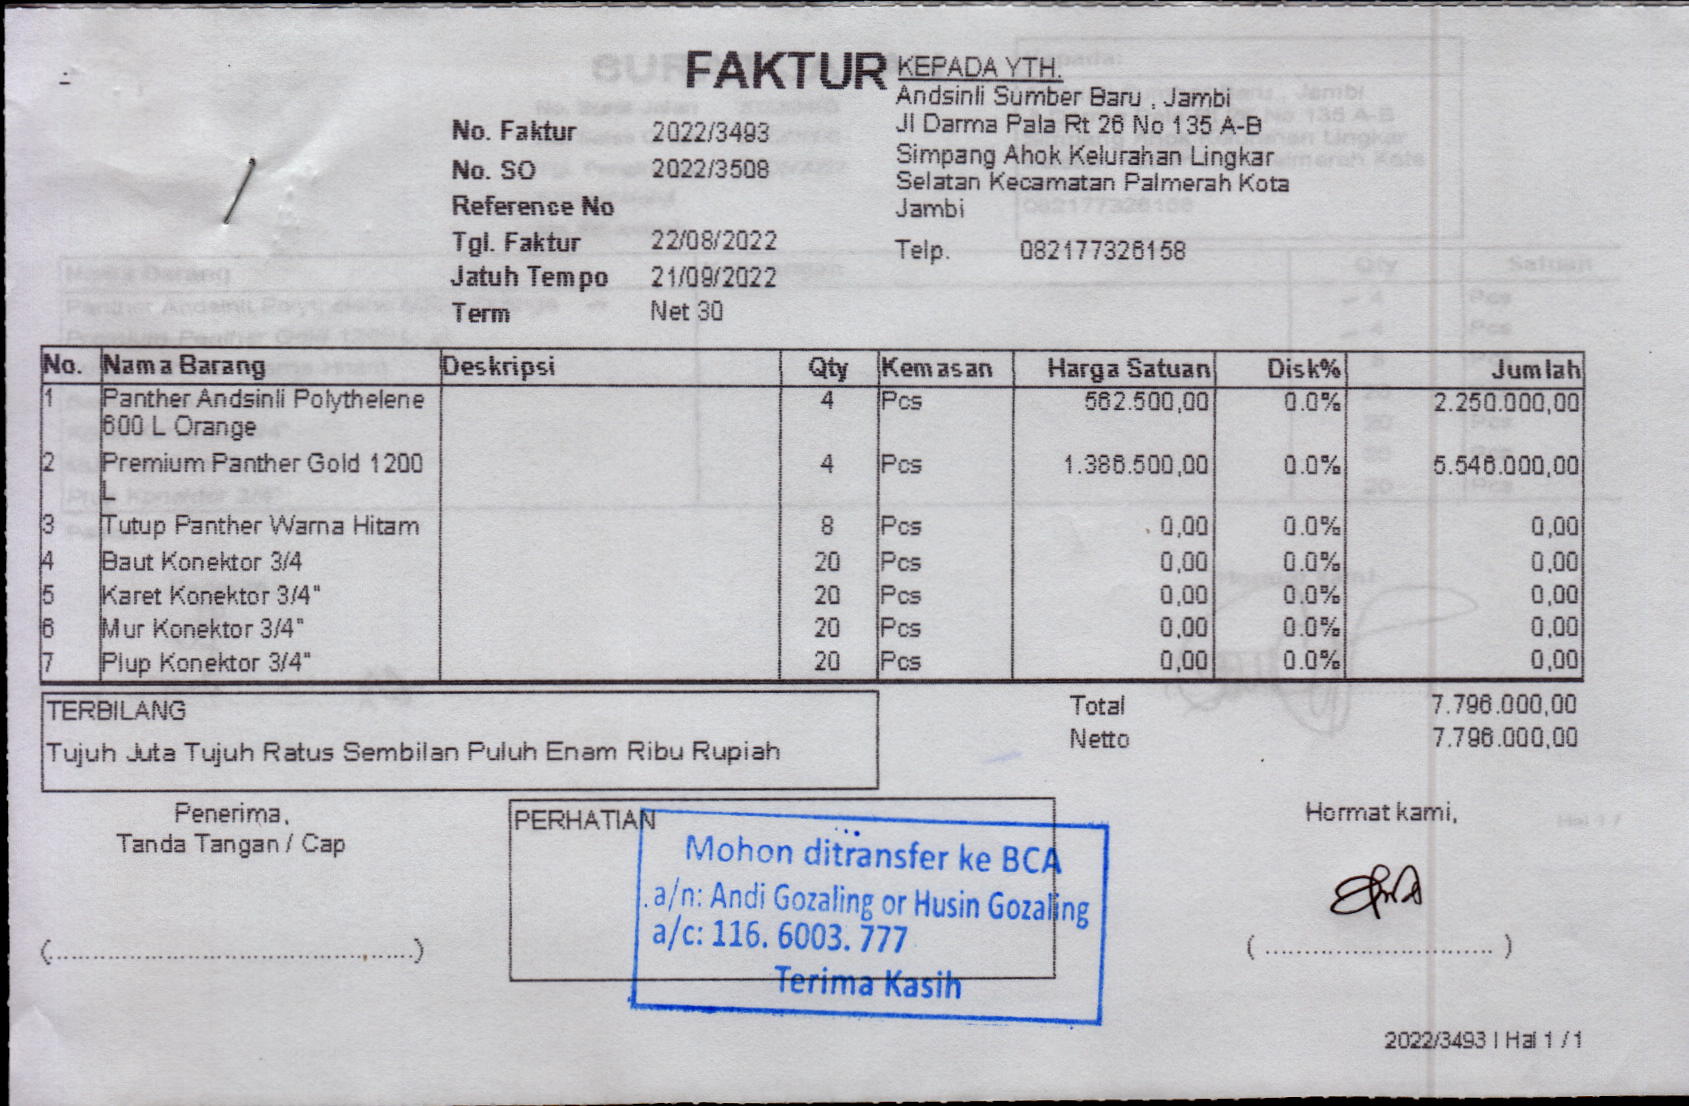 FAKTUR
No. Faktur 2022/3493
No. SO 2022/3508
Reference No
Tgl. Faktur 22/08/2022
Jatuh Tempo 21/09/2022
Term Net 30
KEPADA YTH.
Andsinli Sumber Baru , Jambi
Jl Darma Pala Rt 26 No 135 A-B
Simpang Ahok Kelurahan Lingkar
Selatan Kecamatan Palmerah Kota
Jambi
Telp. 082177326158
No. Nama Barang Deskripsi Qty Kemasan Harga Satuan Disk% Jumlah
1 Panther Andsinli Polythelene 4 Pcs 562.500,00 0.0% 2.250.000,00
600 L Orange
2 Premium Panther Gold 1200 4 Pcs 1.386.500,00 0.0% 5.546.000,00
L
3 Tutup Panther Warna Hitam 8 Pcs 0,00 0.0% 0,00
4 Baut Konektor 3/4 20 Pcs 0,00 0.0% 0,00
5 Karet Konektor 3/4" 20 Pcs 0,00 0.0% 0,00
6 Mur Konektor 3/4" 20 Pcs 0,00 0.0% 0,00
7 Plup Konektor 3/4" 20 Pcs 0,00 0.0% 0,00
TERBILANG
Tujuh Juta Tujuh Ratus Sembilan Puluh Enam Ribu Rupiah
Total 7.796.000,00
Netto 7.796.000,00
Penerima,
Tanda Tangan / Cap
PERHATIAN
Mohon ditransfer ke BCA
a/n: Andi Gozaling or Husin Gozaling
a/c: 116. 6003. 777
Terima Kasih
Hormat kami,
2022/3493 | Hal 1 / 1